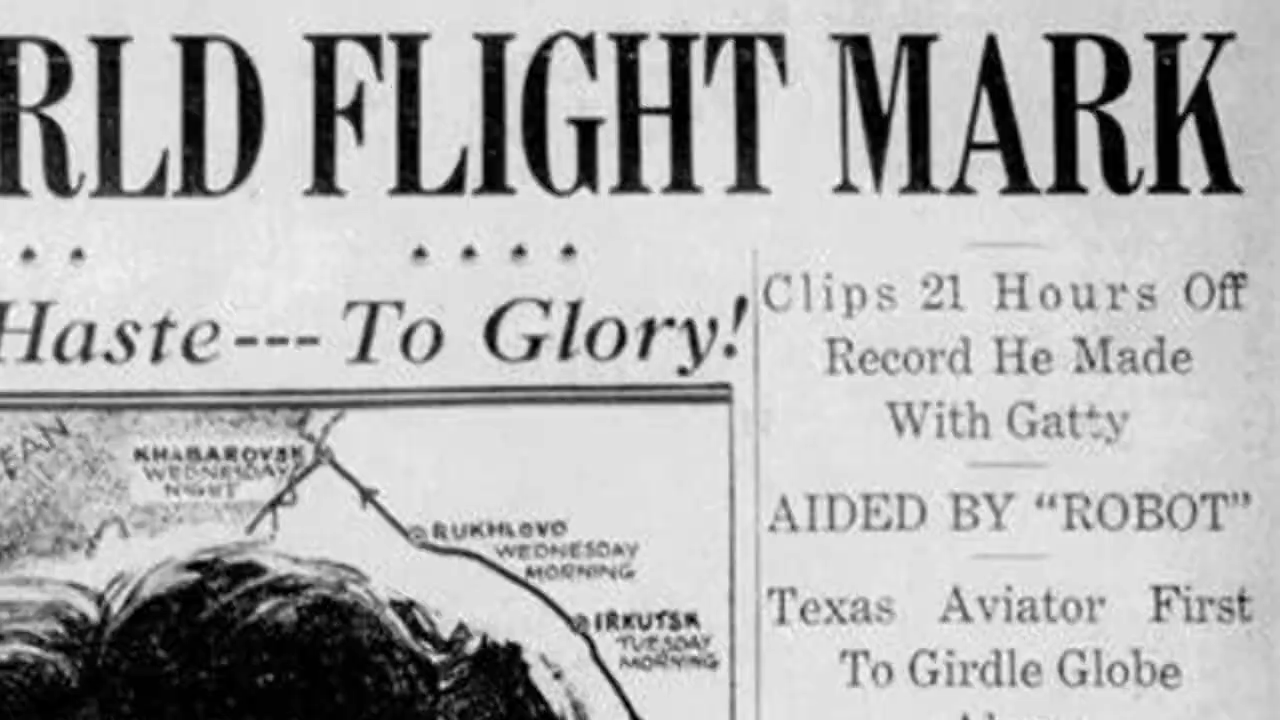 RLD FLIGHT MARK
Haste--- To Glory!
Clips 21 Hours Off
Record He Made
With Gatty
AIDED BY “ROBOT”
Texas Aviator First
To Girdle Globe
EAN
KHABAROVSK
WEDNESDAY
NIGHT
RUKHLOVO
WEDNESDAY
MORNING
IRKUTSK
TUESDAY
MORNING